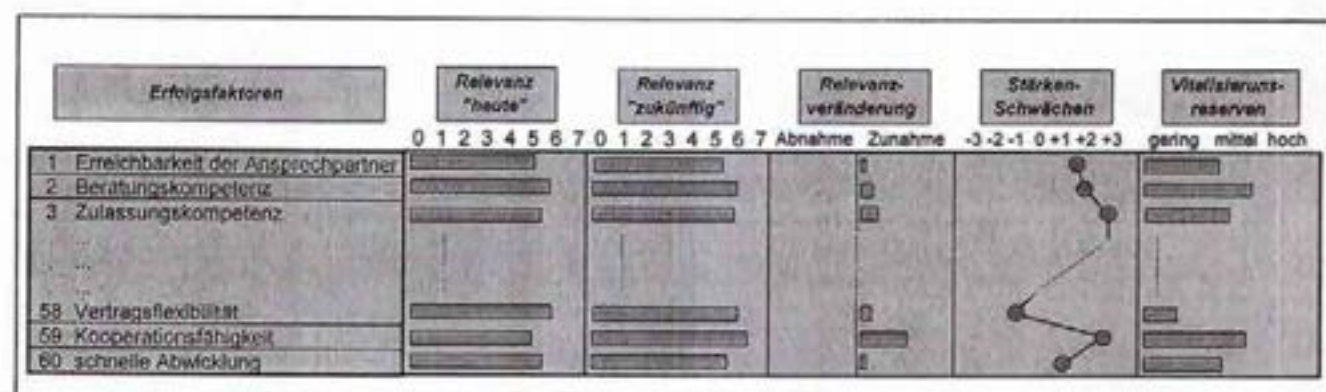 Erfolgsfaktoren
Relevanz
"heute"
Relevanz
"zukünftig"
Relevanz-
veränderung
Stärken-
Schwächen
Vitalisieruns-
reserven
0 1 2 3 4 5 6 7 0 1 2 3 4 5 6 7 Abnahme Zunahme -3 -2 -1 0 +1 +2 +3 gering mittel hoch
1 Erreichbarkeit der Ansprechpartner
2 Beratungskompetenz
3 Zulassungskompetenz
...
...
...
58 Vertragsflexibilität
59 Kooperationsfähigkeit
60 schnelle Abwicklung